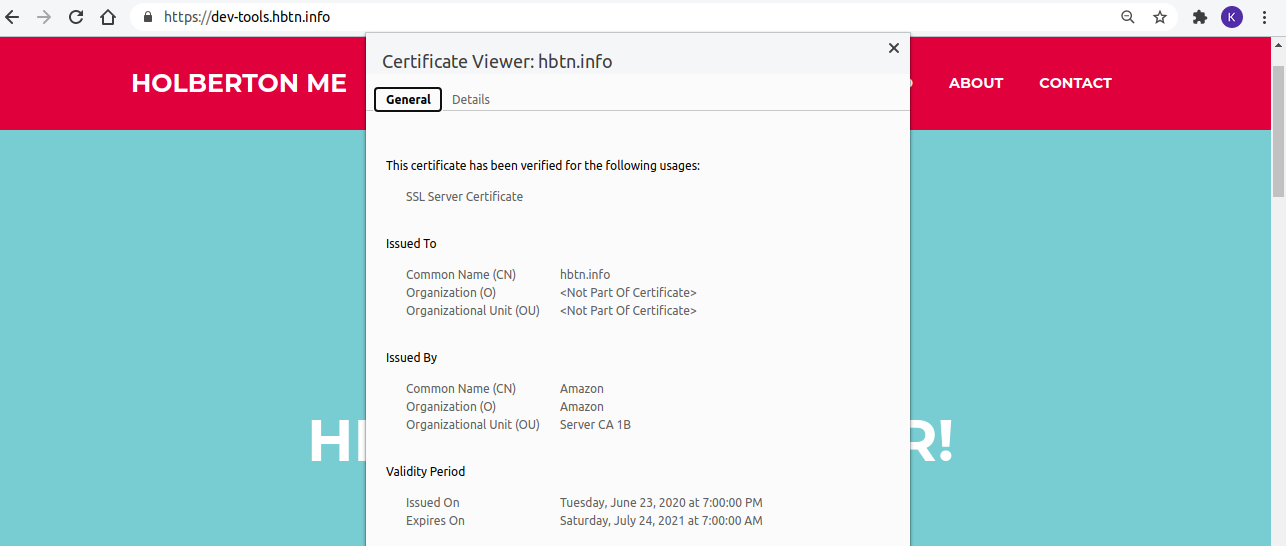 https://dev-tools.hbtn.info
K
Certificate Viewer: hbtn.info
HOLBERTON ME
ABOUT
CONTACT
General
Details
This certificate has been verified for the following usages:
SSL Server Certificate
Issued To
Common Name (CN) hbtn.info
Organization (O) <Not Part Of Certificate>
Organizational Unit (OU) <Not Part Of Certificate>
Issued By
Common Name (CN) Amazon
Organization (O) Amazon
Organizational Unit (OU) Server CA 1B
R!
Validity Period
Issued On Tuesday, June 23, 2020 at 7:00:00 PM
Expires On Saturday, July 24, 2021 at 7:00:00 AM